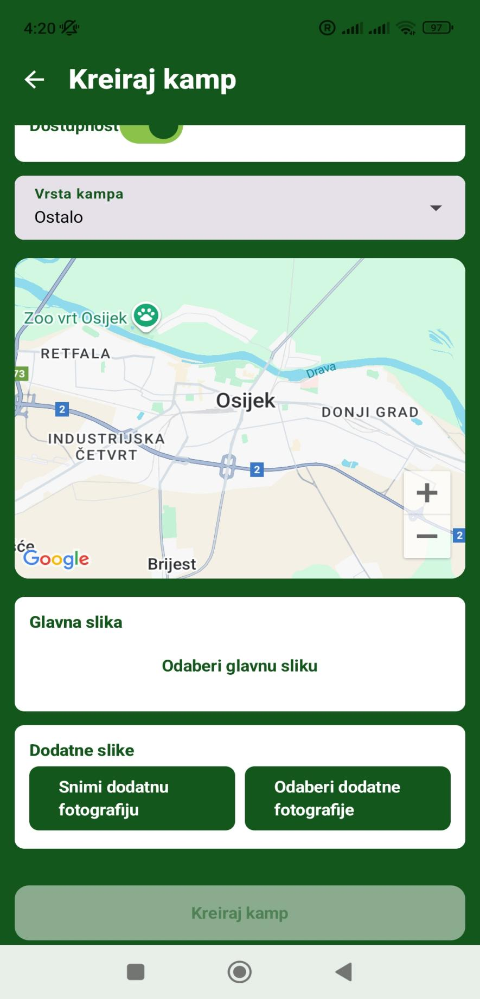 4:20
R
97
Kreiraj kamp
Dostupnost
Vrsta kampa
Ostalo
Zoo vrt Osijek
RETFALA
73
Drava
Osijek
2
DONJI GRAD
INDUSTRIJSKA
ČETVRT
2
2
šće
Google
Brijest
Glavna slika
Odaberi glavnu sliku
Dodatne slike
Snimi dodatnu
fotografiju
Odaberi dodatne
fotografije
Kreiraj kamp